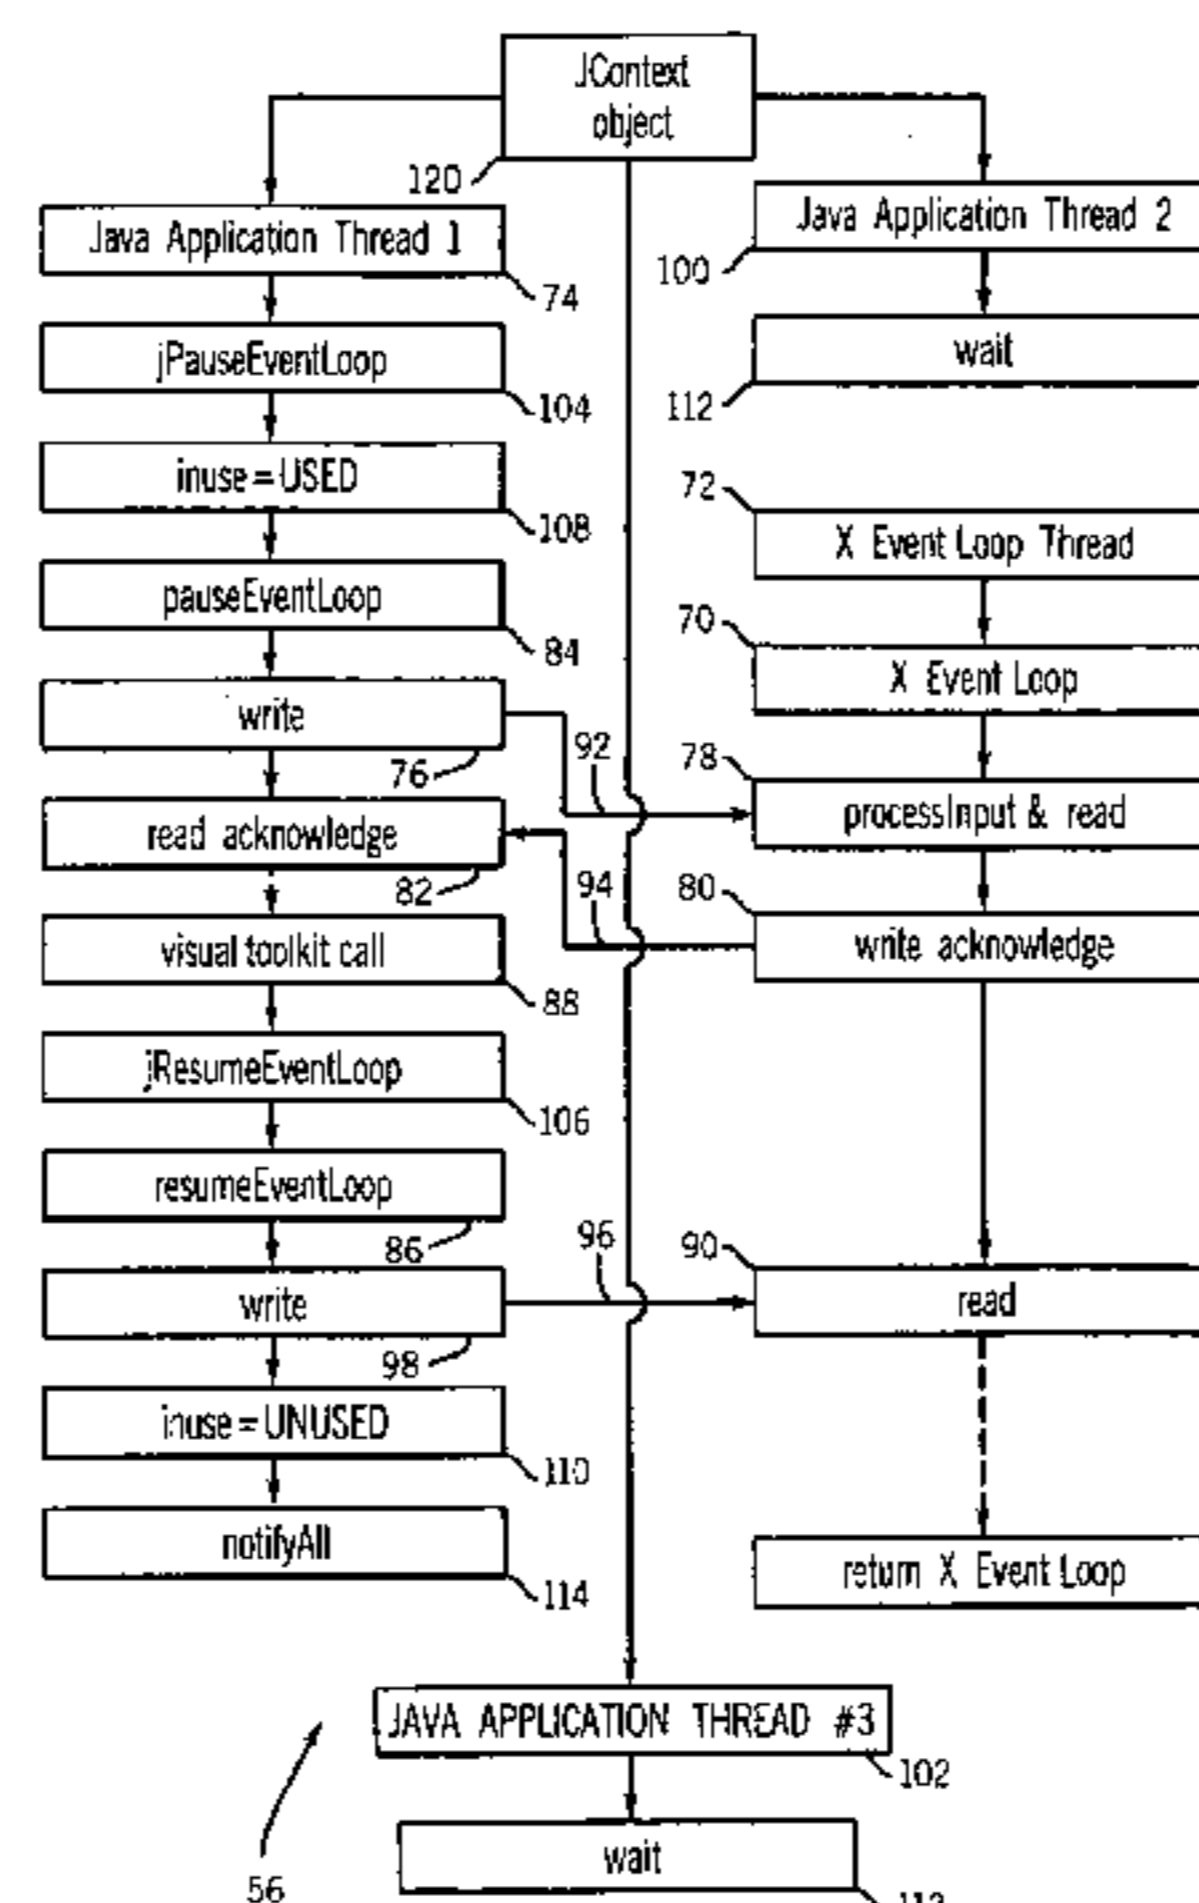 JContext
object
120
Java Application Thread 1
74
jPauseEventLoop
104
inuse = USED
108
pauseEventLoop
84
write
76
read acknowledge
82
visual toolkit call
88
jResumeEventLoop
106
resumeEventLoop
86
write
98
inuse = UNUSED
110
notifyAll
114
92
94
96
Java Application Thread 2
100
wait
112
72
X Event Loop Thread
70
X Event Loop
78
processInput & read
80
write acknowledge
90
read
return X Event Loop
JAVA APPLICATION THREAD #3
102
wait
56